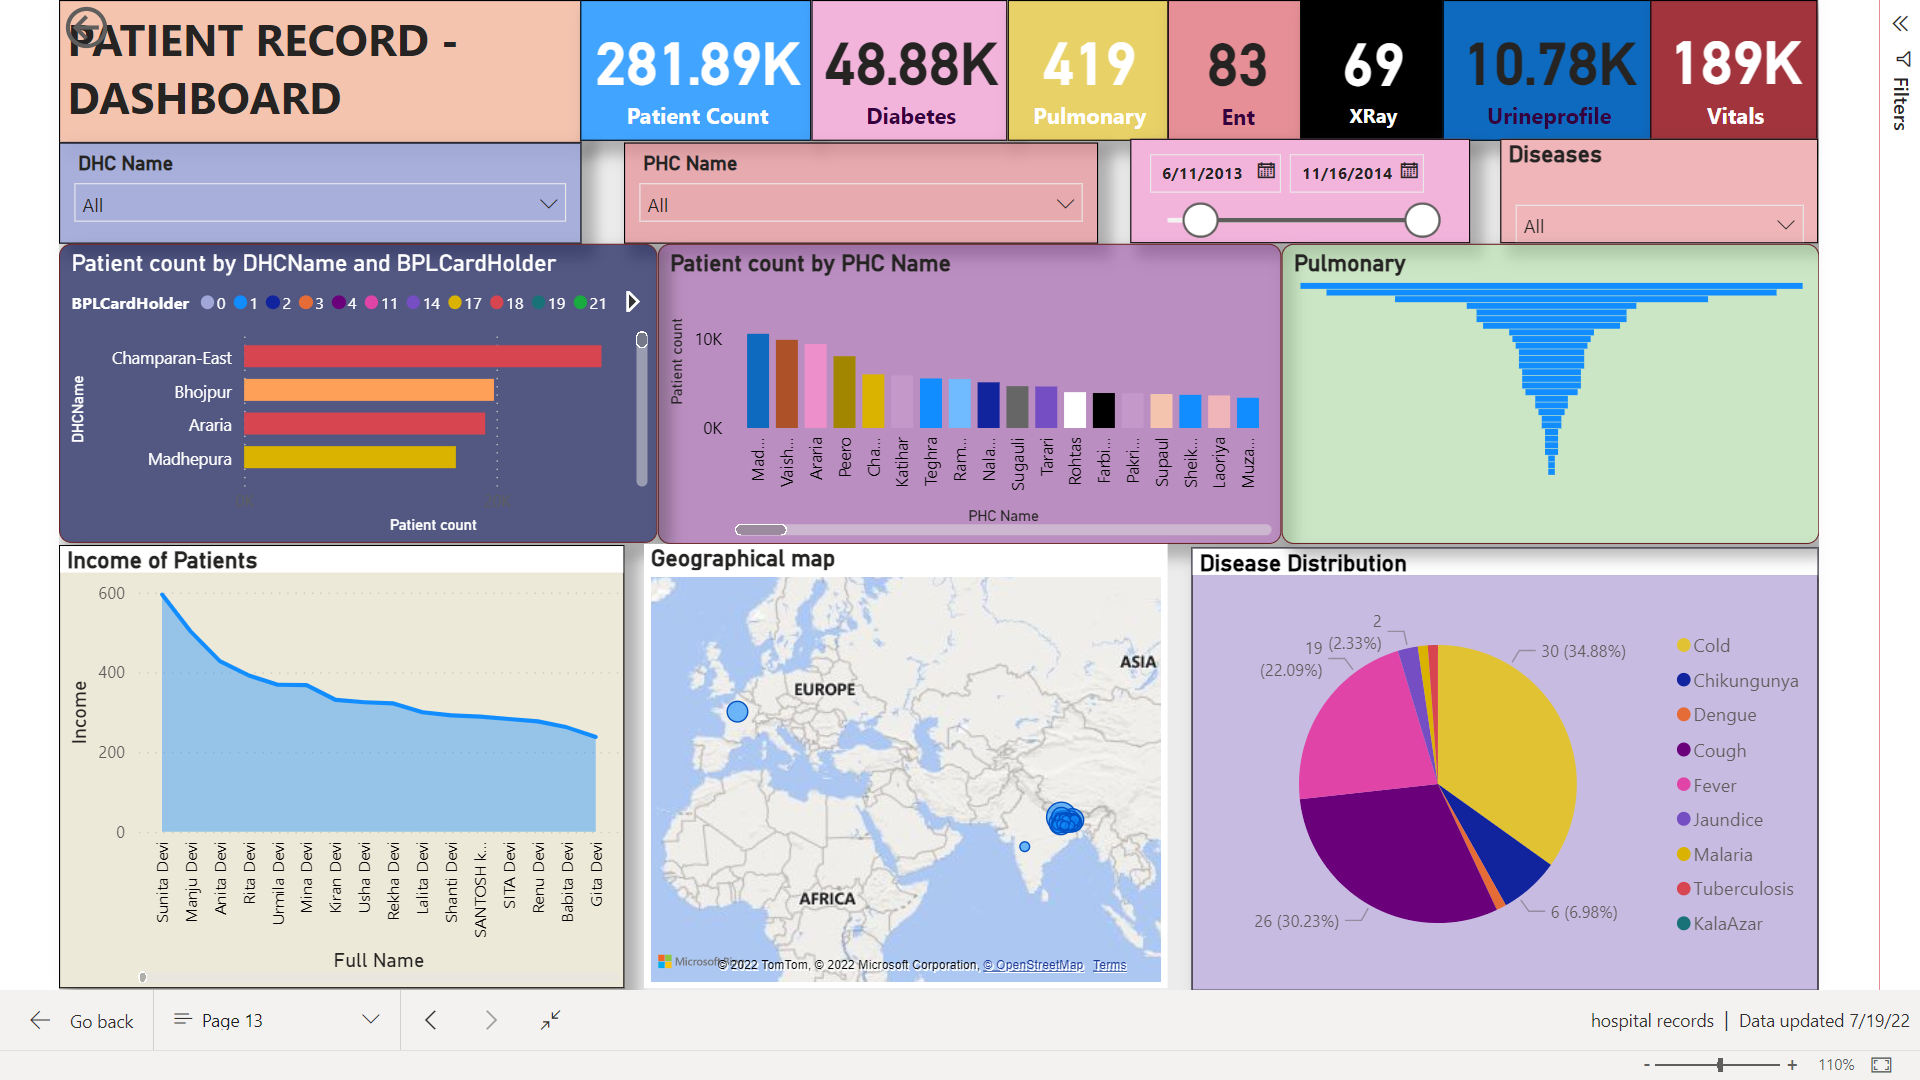 PATIENT RECORD -
DASHBOARD
281.89K
Patient Count
48.88K
Diabetes
419
Pulmonary
83
Ent
69
XRay
10.78K
Urineprofile
189K
Vitals
Filters
DHC Name
All
PHC Name
All
6/11/2013
11/16/2014
Diseases
All
Patient count by DHCName and BPLCardHolder
BPLCardHolder 0 1 2 3 4 11 14 17 18 19 21
DHCName
Champaran-East
Bhojpur
Araria
Madhepura
Patient count
Patient count by PHC Name
Patient count
10K
0K
Mad...
Vaish...
Araria
Peero
Cha...
Katihar
Teghra
Ram...
Nala...
Sugauli
Tarari
Rohtas
Farbi...
Pakri...
Supaul
Sheik...
Laoriya
Muza...
PHC Name
Pulmonary
Income of Patients
Income
600
400
200
0
Sunita Devi
Manju Devi
Anita Devi
Rita Devi
Urmila Devi
Mina Devi
Kiran Devi
Usha Devi
Rekha Devi
Lalita Devi
Shanti Devi
SANTOSH k...
SITA Devi
Renu Devi
Babita Devi
Gita Devi
Full Name
Geographical map
ASIA
EUROPE
AFRICA
Microsoft
© 2022 TomTom, © 2022 Microsoft Corporation, © OpenStreetMap Terms
Disease Distribution
2
(2.33%)
19
(22.09%)
30 (34.88%)
26 (30.23%)
6 (6.98%)
Cold
Chikungunya
Dengue
Cough
Fever
Jaundice
Malaria
Tuberculosis
KalaAzar
Go back
Page 13
hospital records | Data updated 7/19/22
- + 110%